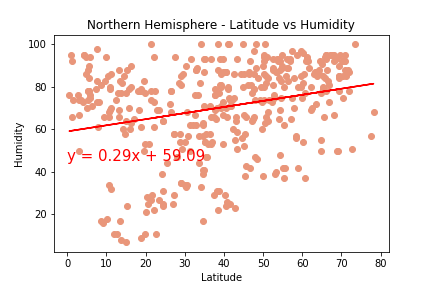 Northern Hemisphere - Latitude vs Humidity
100
80
60
40
20
Humidity
y = 0.29x + 59.09
0 10 20 30 40 50 60 70 80
Latitude